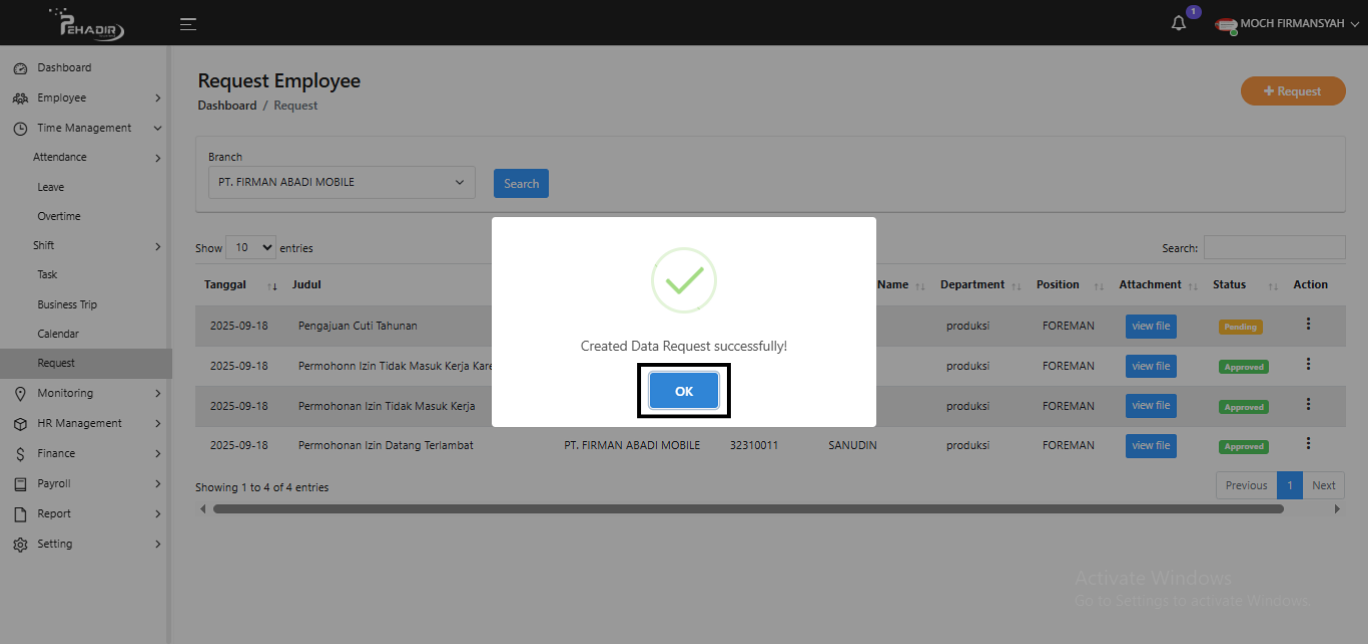 PEHADIR
1
MOCH FIRMANSYAH
Dashboard
Employee
Time Management
Attendance
Leave
Overtime
Shift
Task
Business Trip
Calendar
Request
Monitoring
HR Management
Finance
Payroll
Report
Setting
Request Employee
Dashboard / Request
+ Request
Branch
PT. FIRMAN ABADI MOBILE
Search
Show 10 entries
Search:
Tanggal Judul Name Department Position Attachment Status Action
2025-09-18 Pengajuan Cuti Tahunan produksi FOREMAN view file Pending
2025-09-18 Permohonn Izin Tidak Masuk Kerja Kare produksi FOREMAN view file Approved
2025-09-18 Permohonan Izin Tidak Masuk Kerja produksi FOREMAN view file Approved
2025-09-18 Permohonan Izin Datang Terlambat PT. FIRMAN ABADI MOBILE 32310011 SANUDIN produksi FOREMAN view file Approved
Showing 1 to 4 of 4 entries
Previous 1 Next
Created Data Request successfully!
OK
Activate Windows
Go to Settings to activate Windows.